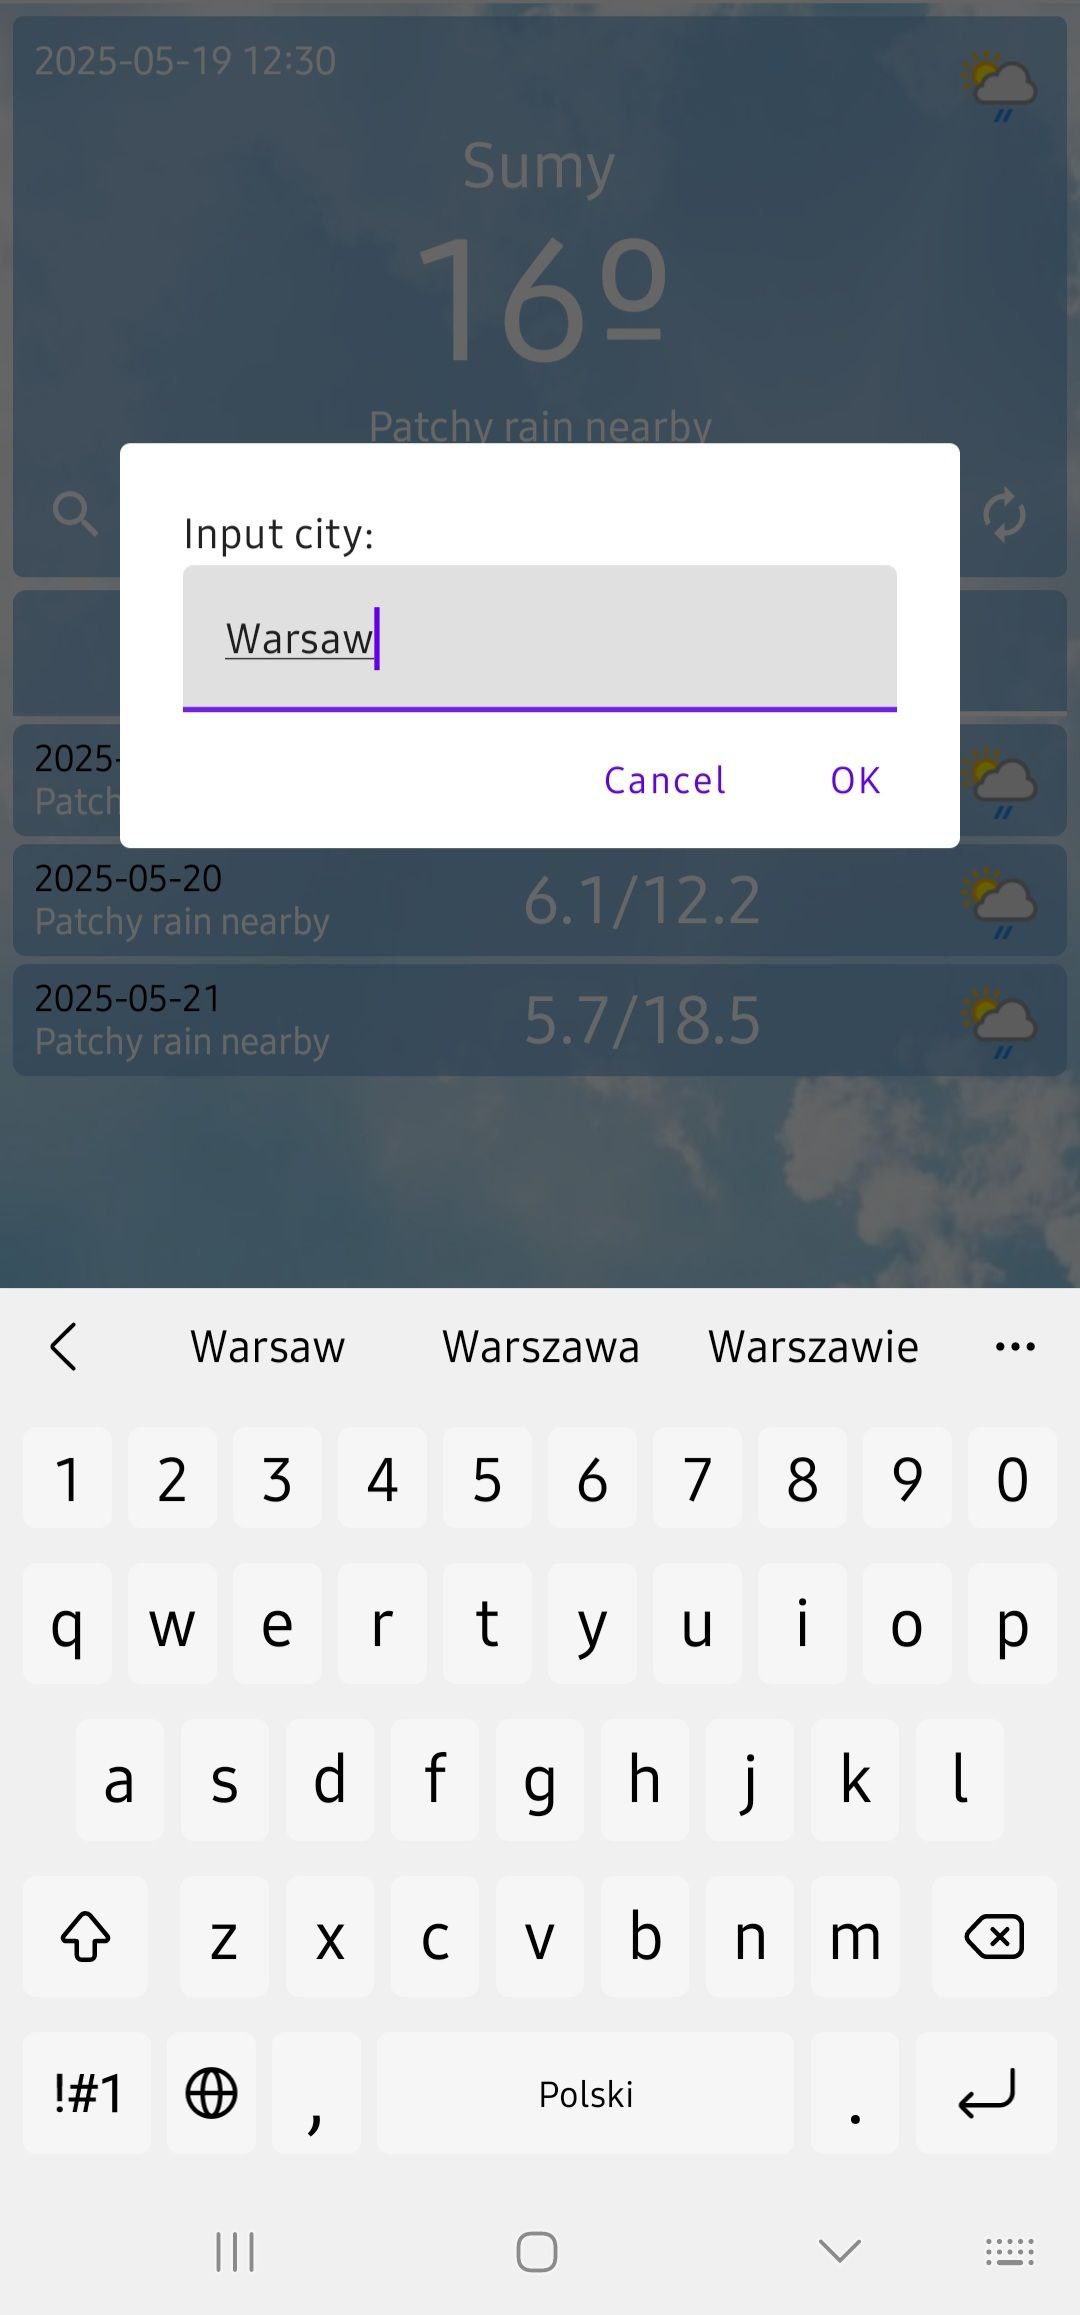 2025-05-19 12:30
Sumy
16º
Patchy rain nearby
Input city:
Warsaw
Cancel OK
2025-
Patch
2025-05-20
Patchy rain nearby
6.1/12.2
2025-05-21
Patchy rain nearby
5.7/18.5
Warsaw Warszawa Warszawie
1 2 3 4 5 6 7 8 9 0
q w e r t y u i o p
a s d f g h j k l
z x c v b n m
!#1 , Polski .